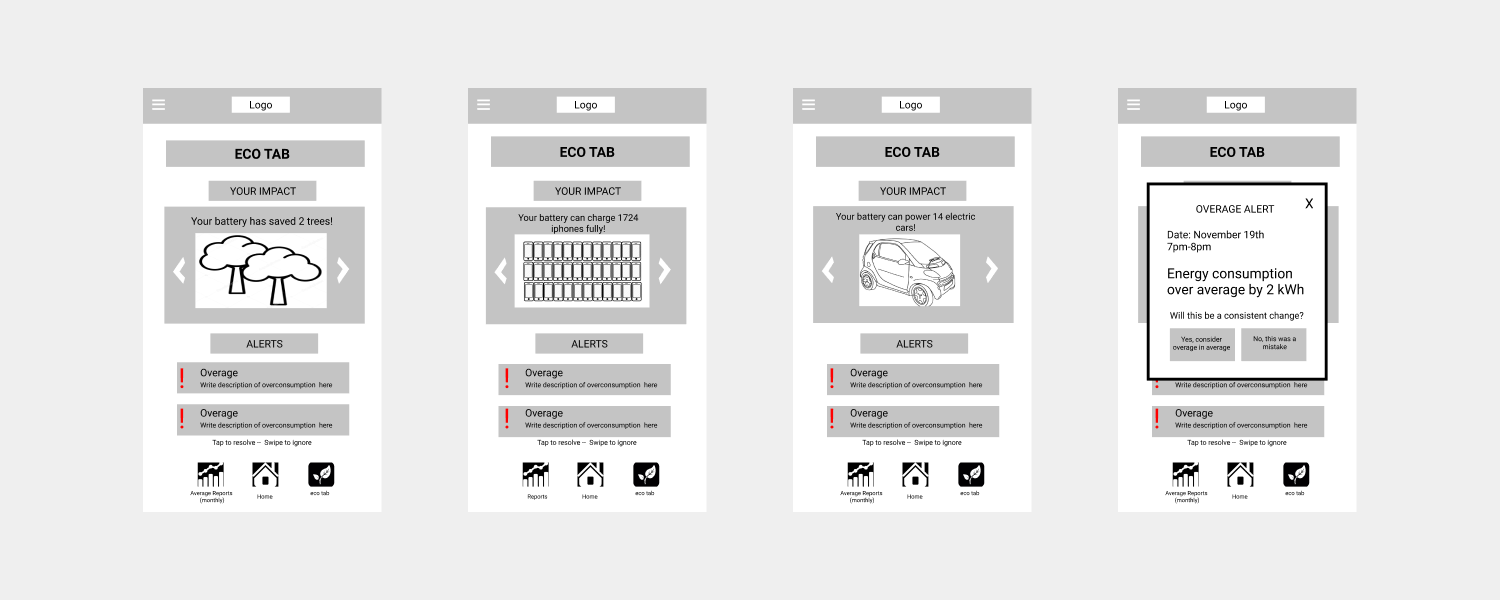 Logo
ECO TAB
YOUR IMPACT
Your battery has saved 2 trees!
ALERTS
!
Overage
Write description of overconsumption here
!
Overage
Write description of overconsumption here
Tap to resolve – Swipe to ignore
Average Reports
(monthly)
Home
eco tab
Logo
ECO TAB
YOUR IMPACT
Your battery can charge 1724
iphones fully!
ALERTS
!
Overage
Write description of overconsumption here
!
Overage
Write description of overconsumption here
Tap to resolve – Swipe to ignore
Reports
Home
eco tab
Logo
ECO TAB
YOUR IMPACT
Your battery can power 14 electric
cars!
ALERTS
!
Overage
Write description of overconsumption here
!
Overage
Write description of overconsumption here
Tap to resolve – Swipe to ignore
Average Reports
(monthly)
Home
eco tab
Logo
ECO TAB
X
OVERAGE ALERT
Date: November 19th
7pm-8pm
Energy consumption
over average by 2 kWh
Will this be a consistent change?
Yes, consider
overage in average
No, this was a
mistake
Write description of overconsumption here
!
Overage
Write description of overconsumption here
Tap to resolve – Swipe to ignore
Average Reports
(monthly)
Home
eco tab